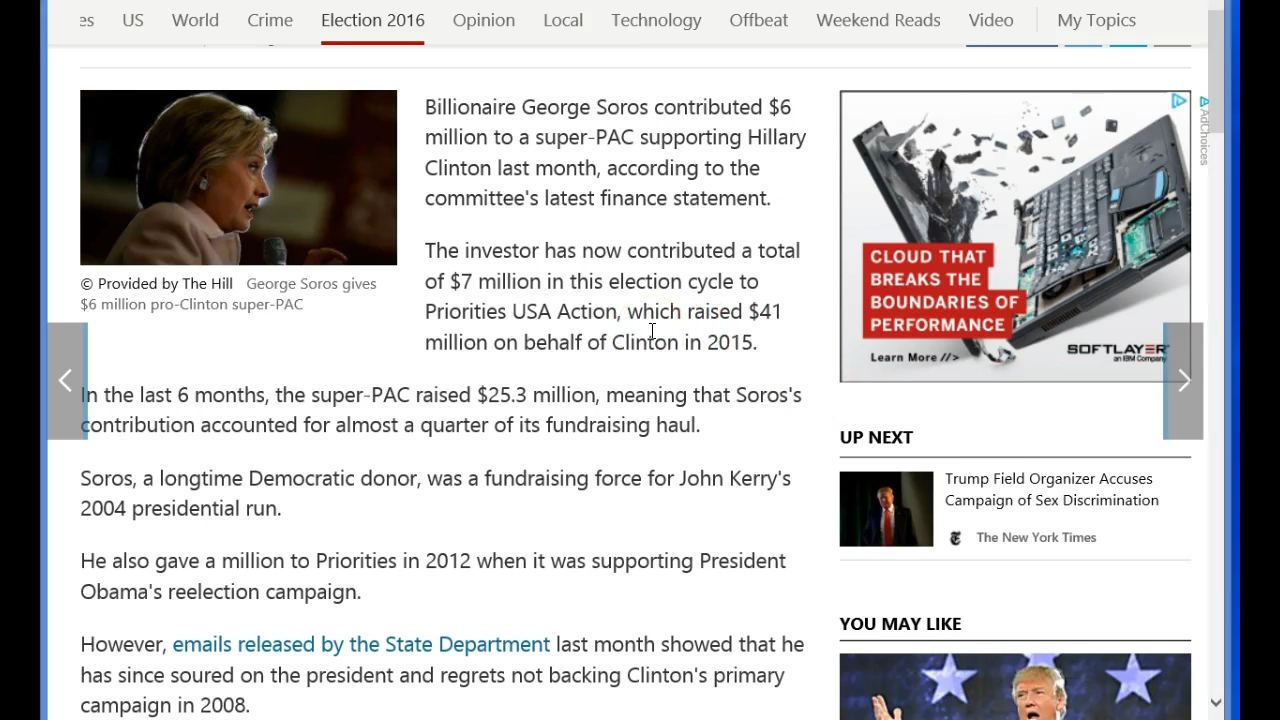 es US World Crime Election 2016 Opinion Local Technology Offbeat Weekend Reads Video My Topics
Billionaire George Soros contributed $6
million to a super-PAC supporting Hillary
Clinton last month, according to the
committee's latest finance statement.
The investor has now contributed a total
of $7 million in this election cycle to
Priorities USA Action, which raised $41
million on behalf of Clinton in 2015.
© Provided by The Hill George Soros gives
$6 million pro-Clinton super-PAC
In the last 6 months, the super-PAC raised $25.3 million, meaning that Soros's
contribution accounted for almost a quarter of its fundraising haul.
Soros, a longtime Democratic donor, was a fundraising force for John Kerry's
2004 presidential run.
He also gave a million to Priorities in 2012 when it was supporting President
Obama's reelection campaign.
However, emails released by the State Department last month showed that he
has since soured on the president and regrets not backing Clinton's primary
campaign in 2008.
AdChoices
CLOUD THAT
BREAKS THE
BOUNDARIES OF
PERFORMANCE
Learn More //>
SOFTLAYER
an IBM Company
UP NEXT
Trump Field Organizer Accuses
Campaign of Sex Discrimination
The New York Times
YOU MAY LIKE